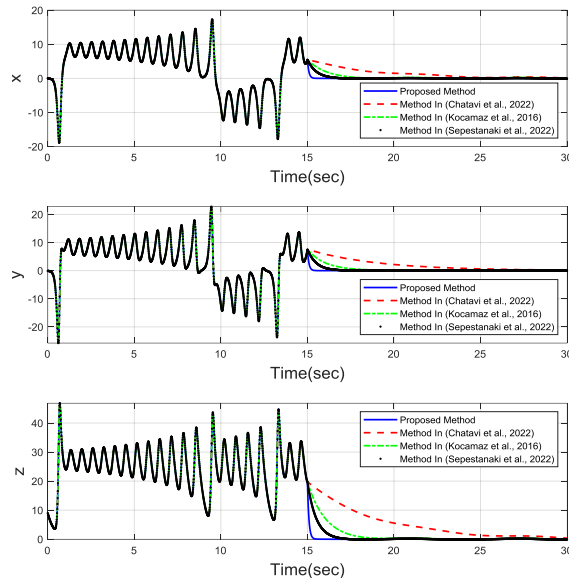 20
10
0
-10
-20
x
0 5 10 15 20 25 30
Time(sec)
Proposed Method
Method In (Chatavi et al., 2022)
Method In (Kocamaz et al., 2016)
Method In (Sepestanaki et al., 2022)
20
10
0
-10
-20
y
0 5 10 15 20 25 30
Time(sec)
Proposed Method
Method In (Chatavi et al., 2022)
Method In (Kocamaz et al., 2016)
Method In (Sepestanaki et al., 2022)
40
30
20
10
0
z
0 5 10 15 20 25 30
Time(sec)
Proposed Method
Method In (Chatavi et al., 2022)
Method In (Kocamaz et al., 2016)
Method In (Sepestanaki et al., 2022)